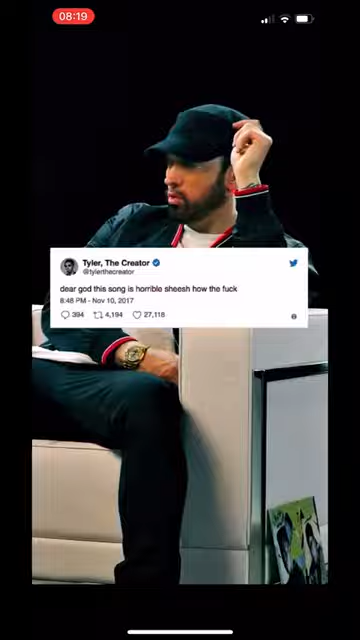 08:19
Tyler, The Creator
@tylerthecreator
dear god this song is horrible sheesh how the fuck
8:48 PM - Nov 10, 2017
394 4,194 27,118